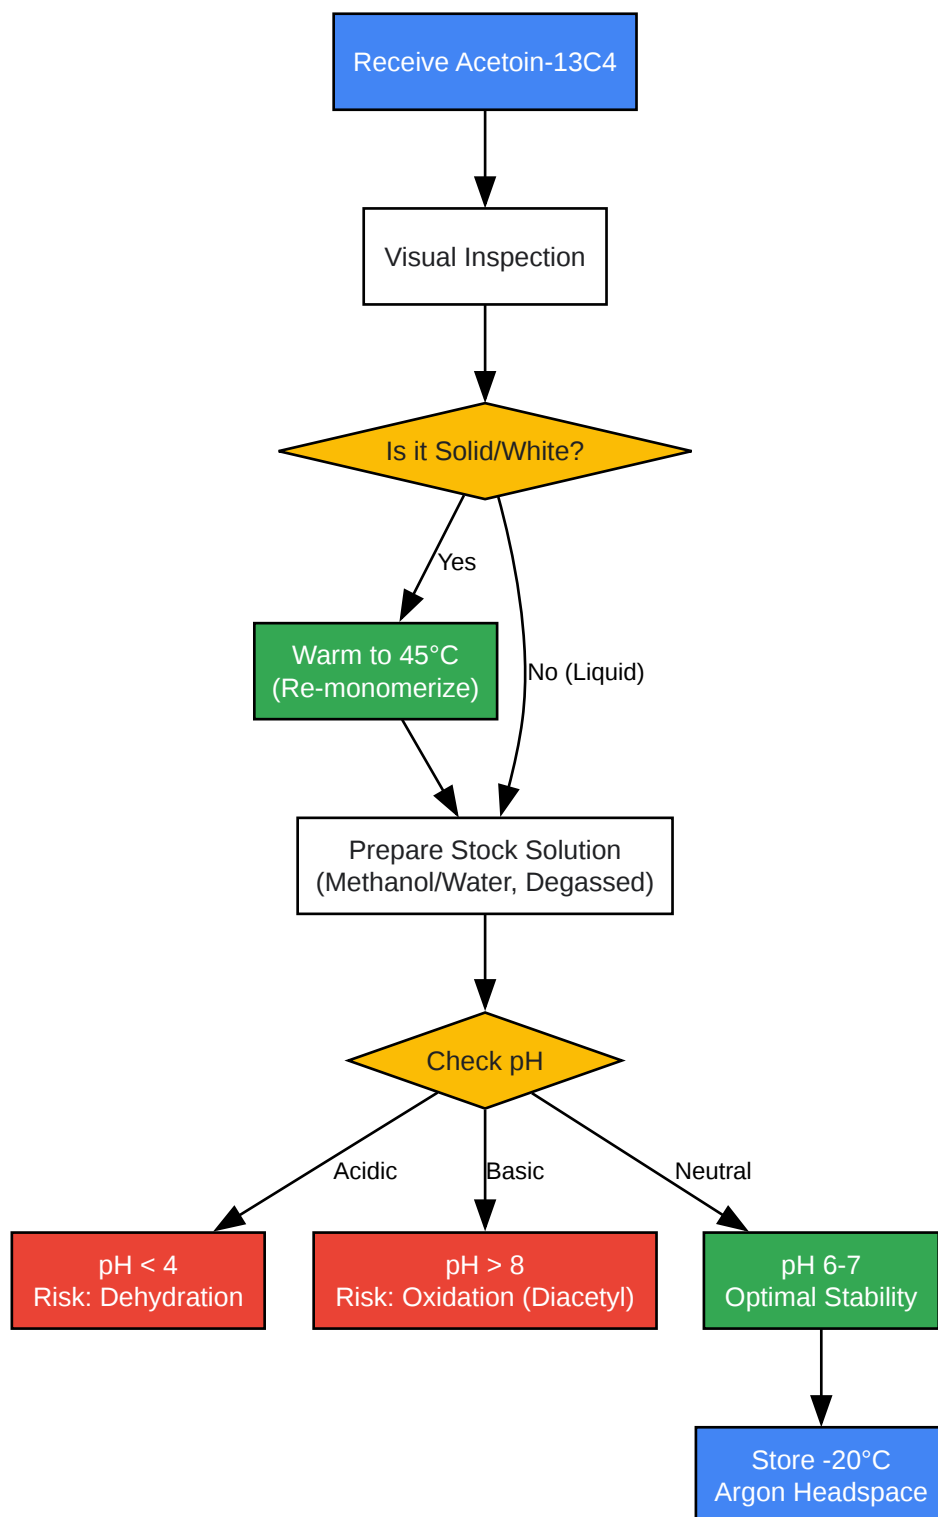 Receive Acetoin-13C4
Visual Inspection
Is it Solid/White?
Yes
Warm to 45°C
(Re-monomerize)
No (Liquid)
Prepare Stock Solution
(Methanol/Water, Degassed)
Check pH
Acidic
Basic
Neutral
pH < 4
Risk: Dehydration
pH > 8
Risk: Oxidation (Diacetyl)
pH 6-7
Optimal Stability
Store -20°C
Argon Headspace